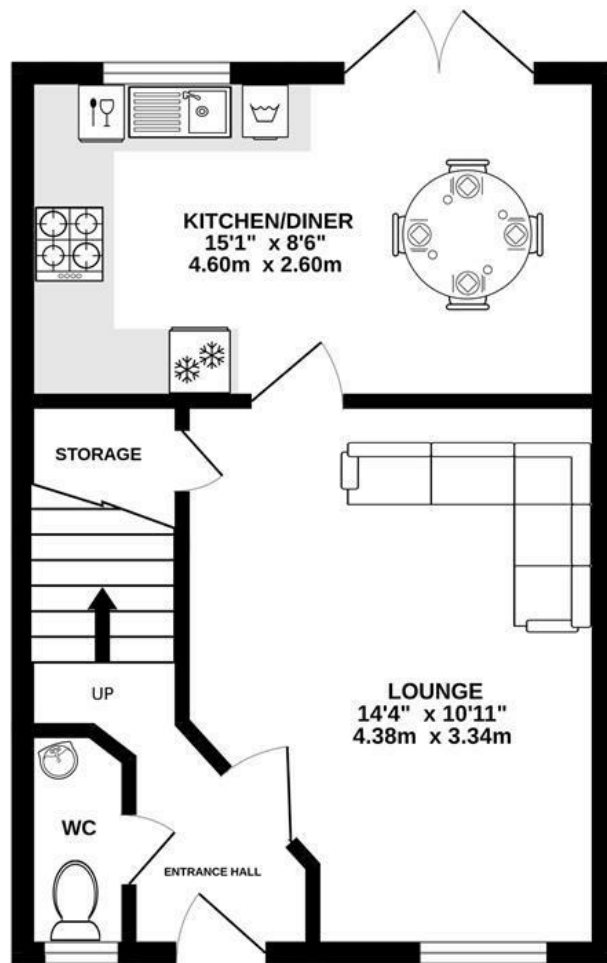 KITCHEN/DINER
15'1" x 8'6"
4.60m x 2.60m
STORAGE
UP
LOUNGE
14'4" x 10'11"
4.38m x 3.34m
WC
ENTRANCE HALL